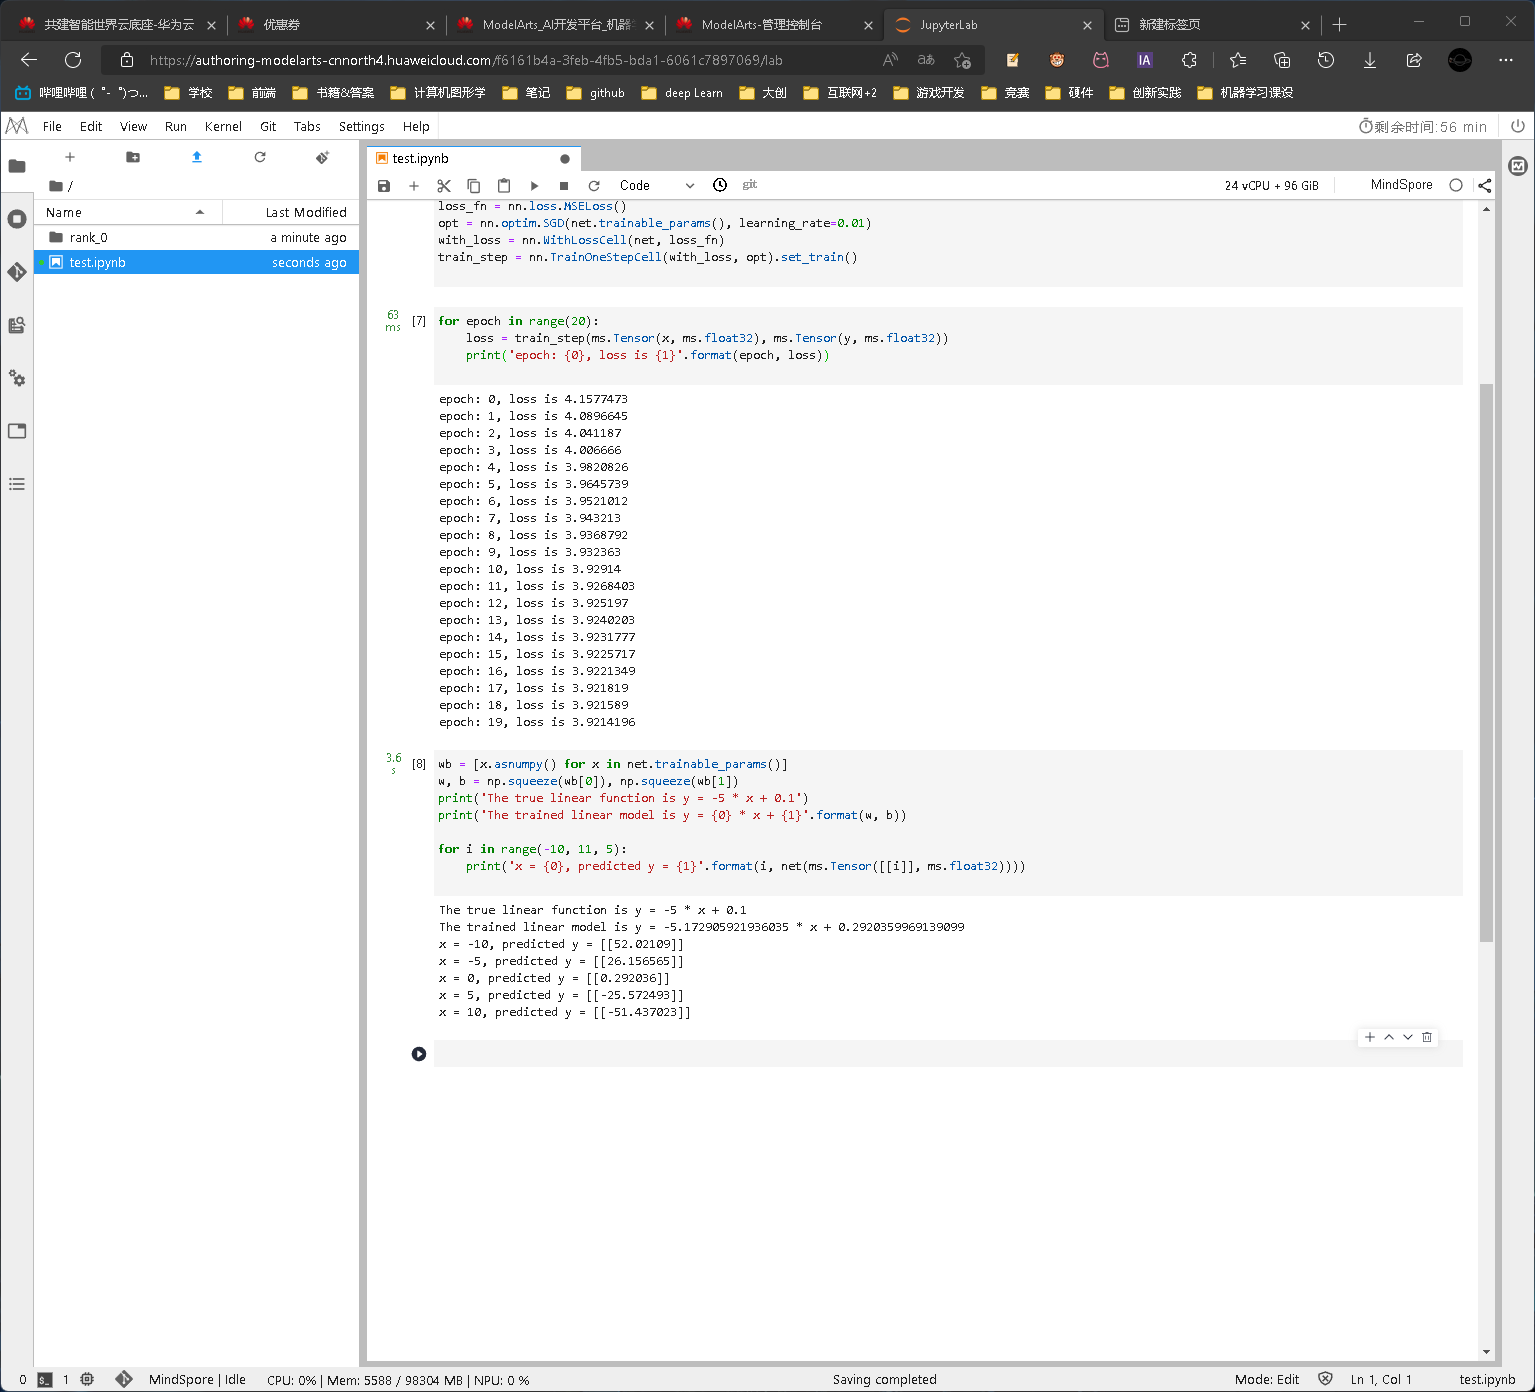 共建智能世界云底座-华为云
优惠券
ModelArts_AI开发平台_机器
ModelArts-管理控制台
JupyterLab
新建标签页
https://authoring-modelarts-cnnorth4.huaweicloud.com/f6161b4a-3feb-4fb5-bda1-6061c7897069/lab
哔哩哔哩 ( ゜- ゜)つ...
学校
前端
书籍&答案
计算机图形学
笔记
github
deep Learn
大创
互联网+2
游戏开发
竞赛
硬件
创新实践
机器学习课设
File Edit View Run Kernel Git Tabs Settings Help
剩余时间: 56 min
test.ipynb
/
Code
git
24 vCPU + 96 GiB
MindSpore
Name
Last Modified
rank_0
a minute ago
test.ipynb
seconds ago
loss_fn = nn.loss.MSELoss()
opt = nn.optim.SGD(net.trainable_params(), learning_rate=0.01)
with_loss = nn.WithLossCell(net, loss_fn)
train_step = nn.TrainOneStepCell(with_loss, opt).set_train()
63
ms
[7]
for epoch in range(20):
    loss = train_step(ms.Tensor(x, ms.float32), ms.Tensor(y, ms.float32))
    print('epoch: {0}, loss is {1}'.format(epoch, loss))
epoch: 0, loss is 4.1577473
epoch: 1, loss is 4.0896645
epoch: 2, loss is 4.041187
epoch: 3, loss is 4.006666
epoch: 4, loss is 3.9820826
epoch: 5, loss is 3.9645739
epoch: 6, loss is 3.9521012
epoch: 7, loss is 3.943213
epoch: 8, loss is 3.9368792
epoch: 9, loss is 3.932363
epoch: 10, loss is 3.92914
epoch: 11, loss is 3.9268403
epoch: 12, loss is 3.925197
epoch: 13, loss is 3.9240203
epoch: 14, loss is 3.9231777
epoch: 15, loss is 3.9225717
epoch: 16, loss is 3.9221349
epoch: 17, loss is 3.921819
epoch: 18, loss is 3.921589
epoch: 19, loss is 3.9214196
3.6
s
[8]
wb = [x.asnumpy() for x in net.trainable_params()]
w, b = np.squeeze(wb[0]), np.squeeze(wb[1])
print('The true linear function is y = -5 * x + 0.1')
print('The trained linear model is y = {0} * x + {1}'.format(w, b))
for i in range(-10, 11, 5):
    print('x = {0}, predicted y = {1}'.format(i, net(ms.Tensor([[i]], ms.float32))))
The true linear function is y = -5 * x + 0.1
The trained linear model is y = -5.172905921936035 * x + 0.2920359969139099
x = -10, predicted y = [[52.02109]]
x = -5, predicted y = [[26.156565]]
x = 0, predicted y = [[0.292036]]
x = 5, predicted y = [[-25.572493]]
x = 10, predicted y = [[-51.437023]]
0
1
MindSpore | Idle
CPU: 0% | Mem: 5588 / 98304 MB | NPU: 0 %
Saving completed
Mode: Edit
Ln 1, Col 1
test.ipynb